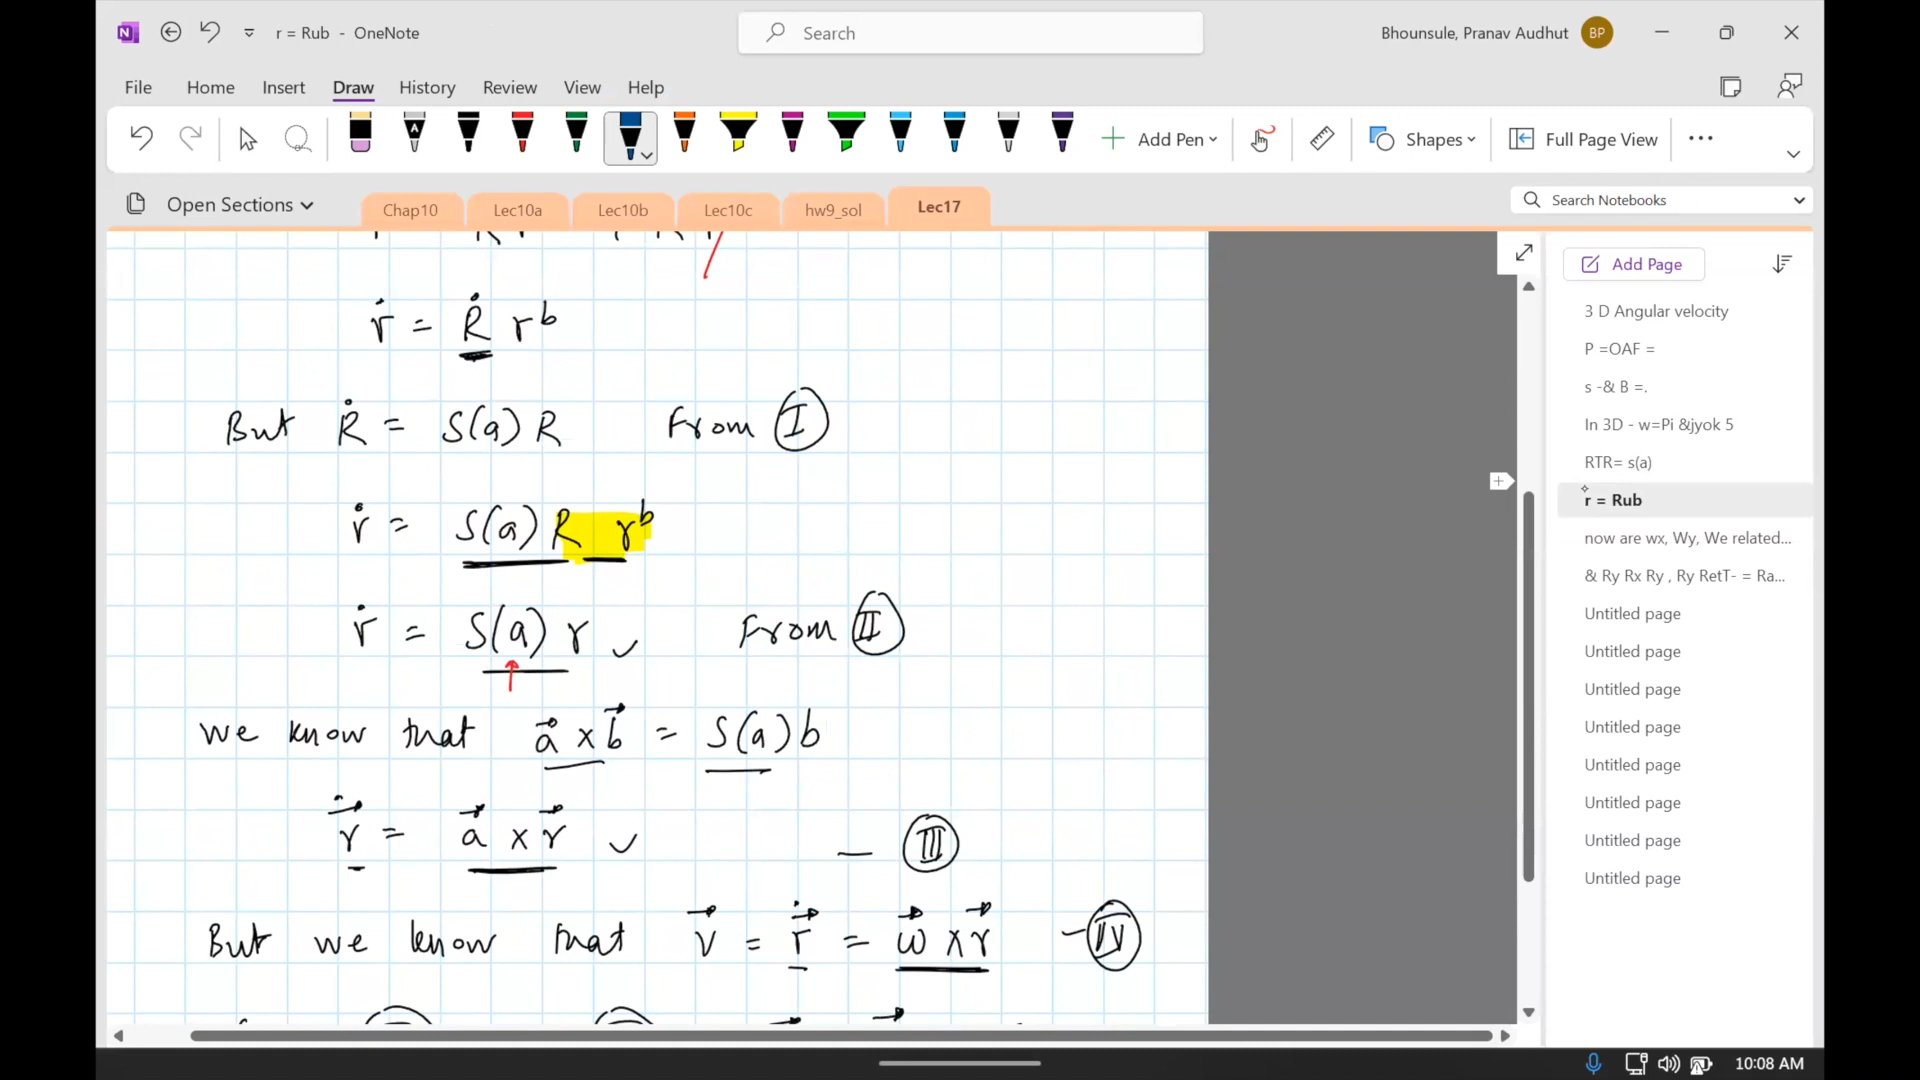 r = Rub - OneNote
Search
Bhounsule, Pranav Audhut
BP
File Home Insert Draw History Review View Help
A
Add Pen
Shapes
Full Page View
Open Sections
Chap10
Lec10a
Lec10b
Lec10c
hw9_sol
Lec17
Search Notebooks
ṙ = Ṙ rᵇ
But Ṙ = S(a) R From I
ṙ = S(a) R rᵇ
ṙ = S(a) r ✓ From II
We know that a⃗ x b⃗ = S(a) b
r⃗̇ = a⃗ x r⃗ ✓ — III
But we know that v⃗ = r⃗̇ = ω⃗ x r⃗ - IV
Add Page
3 D Angular velocity
P =OAF =
s -& B =.
In 3D - w=Pi &jyok 5
RTR= s(a)
r = Rub
now are wx, Wy, We related...
& Ry Rx Ry , Ry RetT- = Ra...
Untitled page
Untitled page
Untitled page
Untitled page
Untitled page
Untitled page
Untitled page
Untitled page
10:08 AM